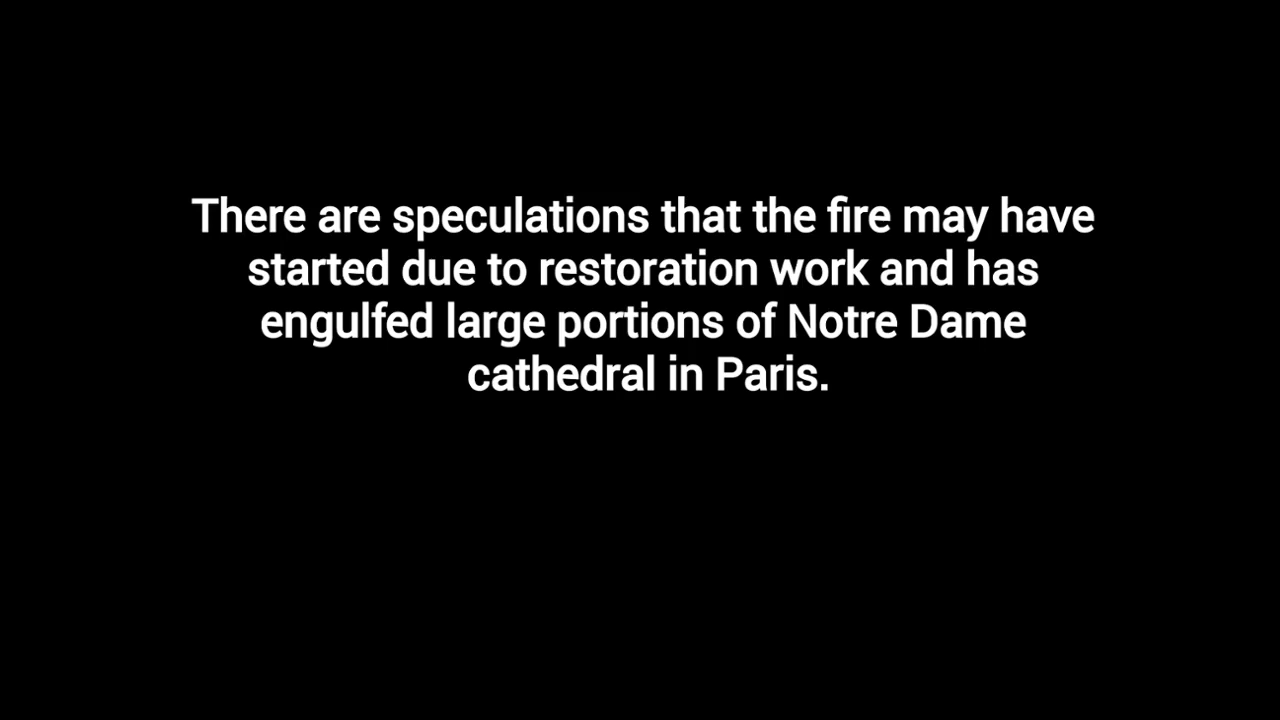 There are speculations that the fire may have
started due to restoration work and has
engulfed large portions of Notre Dame
cathedral in Paris.